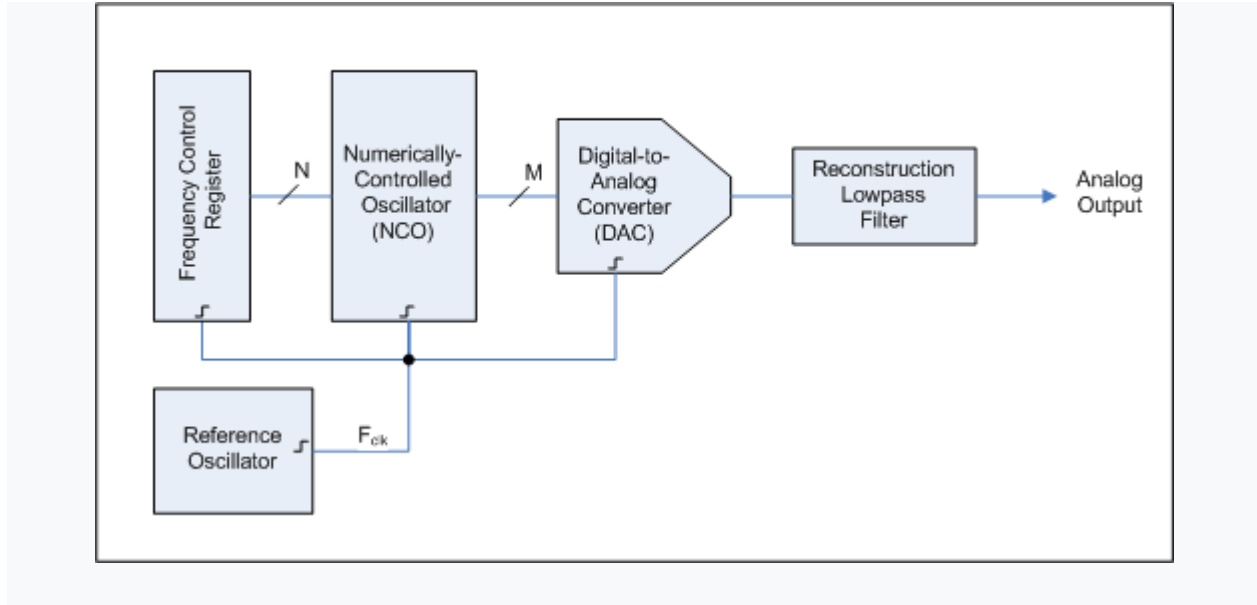 Frequency Control
Register
N
Numerically-
Controlled
Oscillator
(NCO)
M
Digital-to-
Analog
Converter
(DAC)
Reconstruction
Lowpass
Filter
Analog
Output
Reference
Oscillator
Fclk